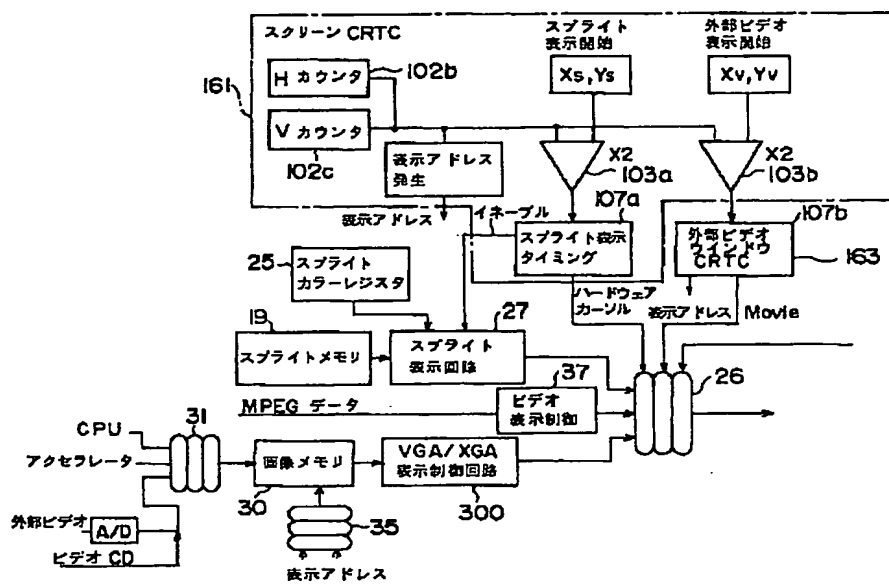 スクリーン CRTC
スプライト
表示開始
外部ビデオ
表示開始
161
H カウンタ
102b
Xs,Ys
Xv,Yv
V カウンタ
102c
表示アドレス
発生
X2
103a
X2
103b
107a
107b
表示アドレス
イネーブル
スプライト表示
タイミング
外部ビデオ
ウインドウ
CRTC
163
25
スプライト
カラーレジスタ
ハードウェア
カーソル
表示アドレス
Movie
19
27
スプライトメモリ
スプライト
表示回路
37
26
MPEG データ
ビデオ
表示制御
31
CPU
アクセラレータ
画像メモリ
VGA/XGA
表示制御回路
30
300
外部ビデオ
A/D
35
ビデオ CD
表示アドレス